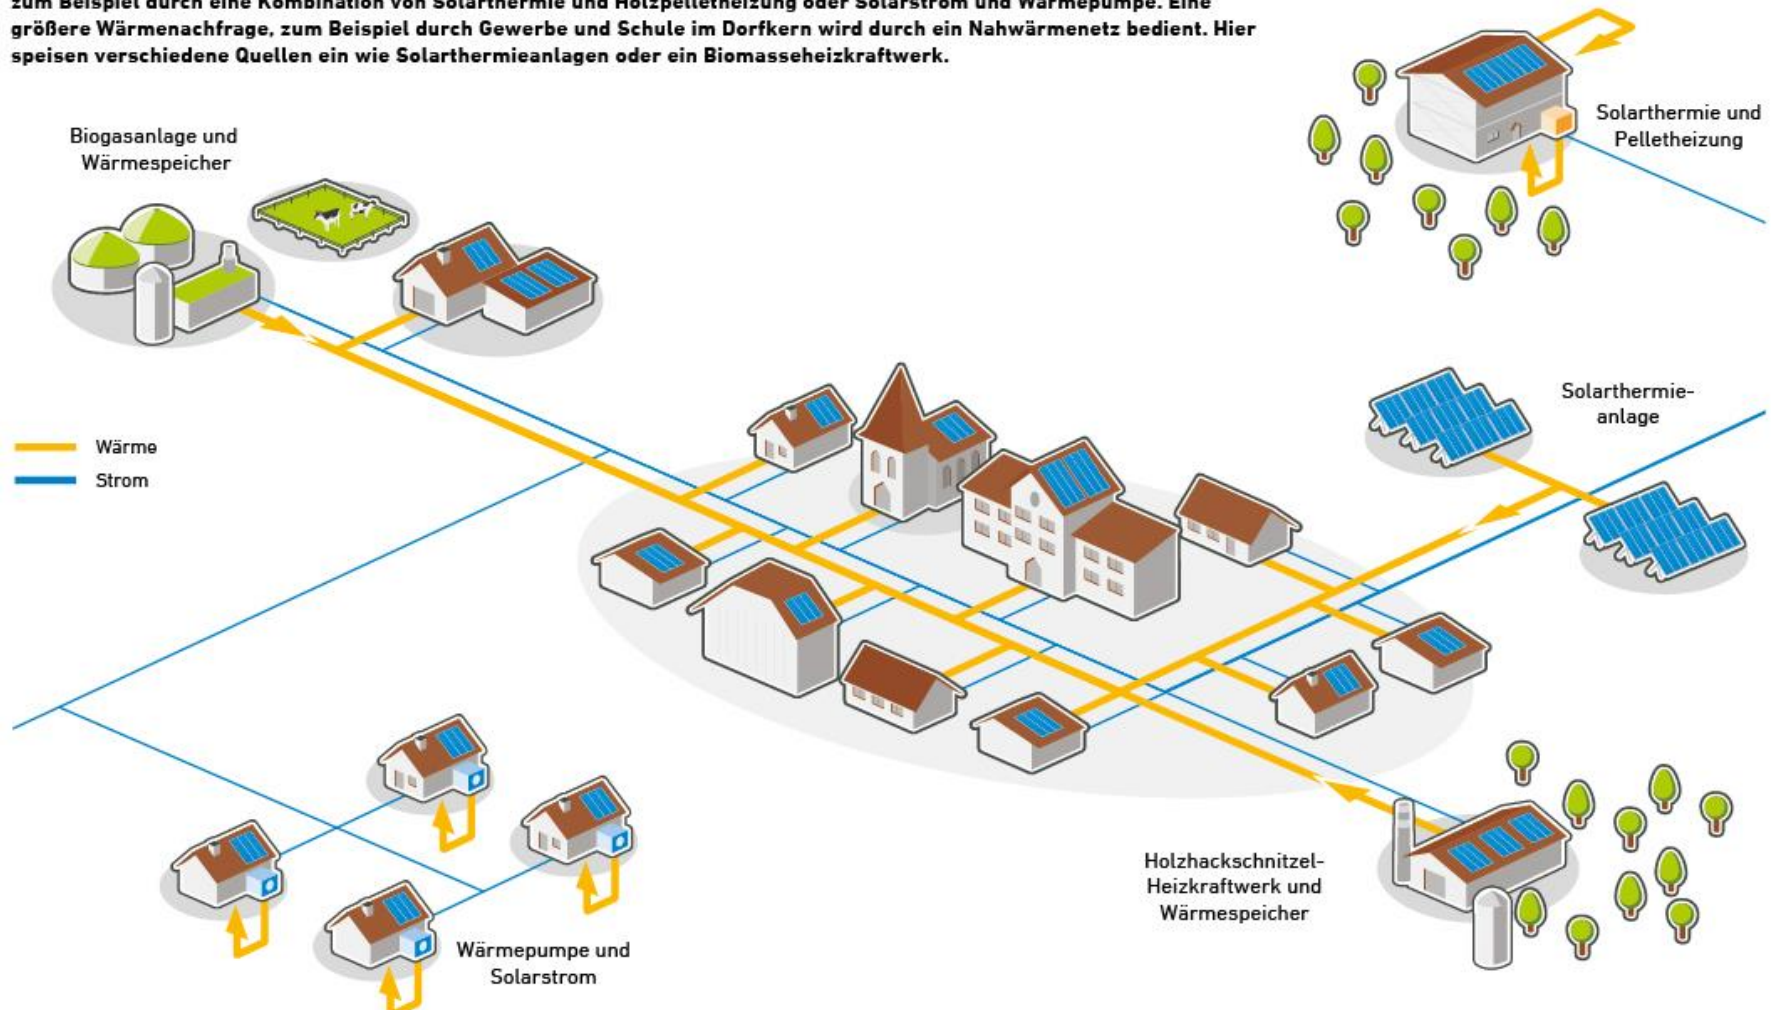 zum Beispiel durch eine Kombination von Solarthermie und Holzpelletheizung oder Solarstrom und Wärmepumpe. Eine
größere Wärmenachfrage, zum Beispiel durch Gewerbe und Schule im Dorfkern wird durch ein Nahwärmenetz bedient. Hier
speisen verschiedene Quellen ein wie Solarthermieanlagen oder ein Biomasseheizkraftwerk.
Solarthermie und
Pelletheizung
Biogasanlage und
Wärmespeicher
Solarthermie-
anlage
Wärme
Strom
Holzhackschnitzel-
Heizkraftwerk und
Wärmespeicher
Wärmepumpe und
Solarstrom